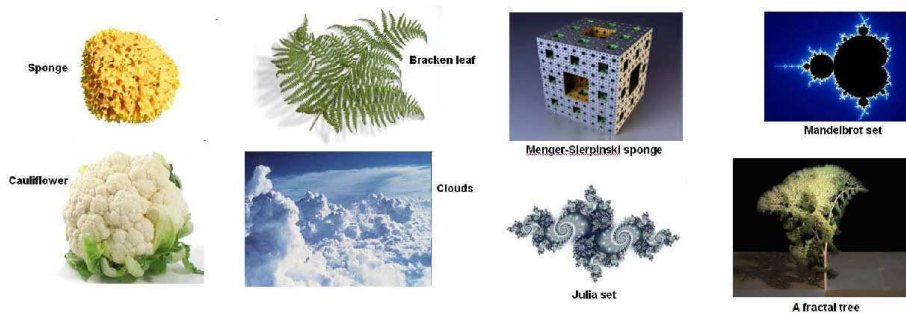 Sponge
Bracken leaf
Menger-Sierpinski sponge
Mandelbrot set
Cauliflower
Clouds
Julia set
A fractal tree